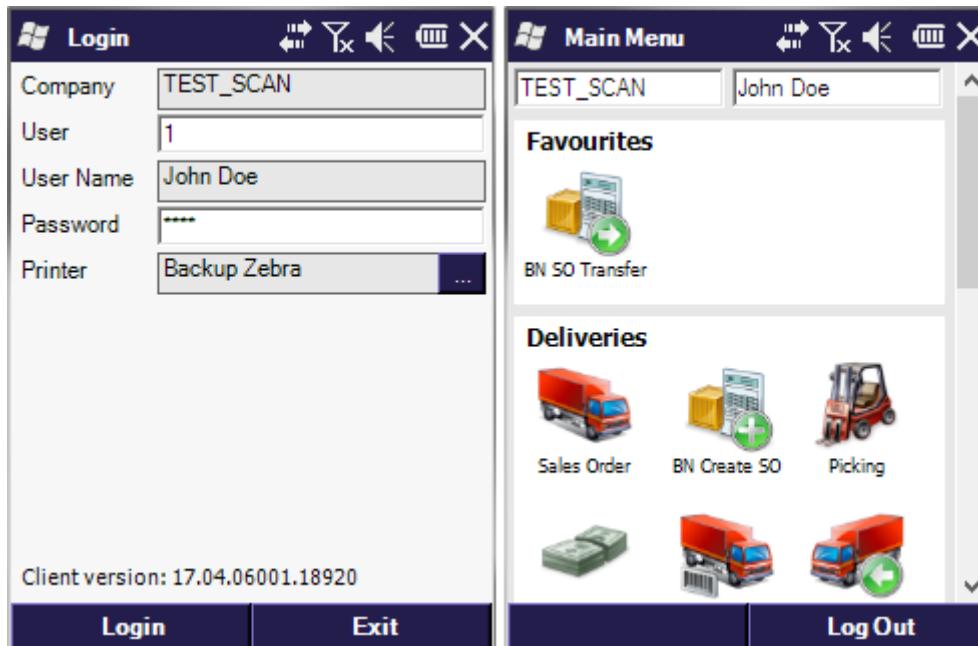 Login
Company TEST_SCAN
User 1
User Name John Doe
Password ****
Printer Backup Zebra ...
Client version: 17.04.06001.18920
Login Exit
Main Menu
TEST_SCAN John Doe
Favourites
BN SO Transfer
Deliveries
Sales Order BN Create SO Picking
Log Out